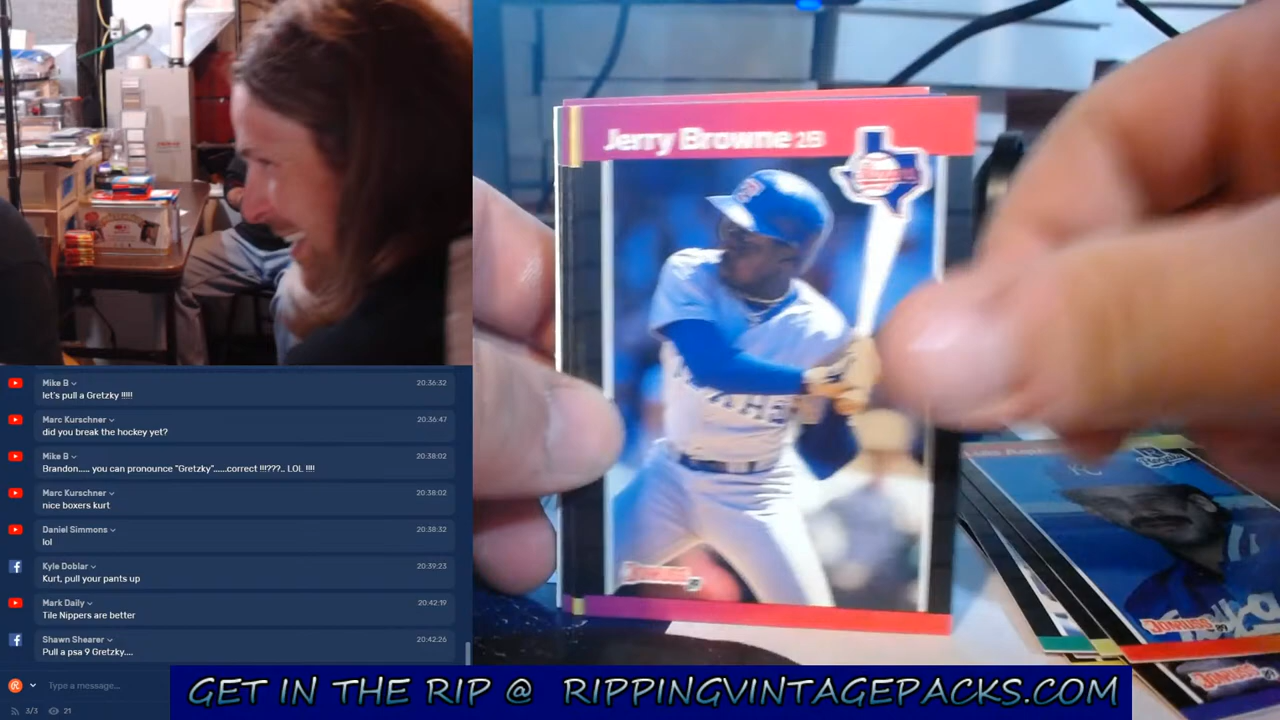 Jerry Browne 2B
Mike B 20:36:32
let's pull a Gretzky !!!!!
Marc Kurschner 20:36:47
did you break the hockey yet?
Mike B 20:38:02
Brandon..... you can pronounce "Gretzky"......correct !!!???.. LOL !!!!
Marc Kurschner 20:38:02
nice boxers kurt
Daniel Simmons 20:38:32
lol
Kyle Doblar 20:39:23
Kurt, pull your pants up
Mark Daily 20:42:19
Tile Nippers are better
Shawn Shearer 20:42:26
Pull a psa 9 Gretzky....
Type a message...
3/3 21
GET IN THE RIP @ RIPPINGVINTAGEPACKS.COM